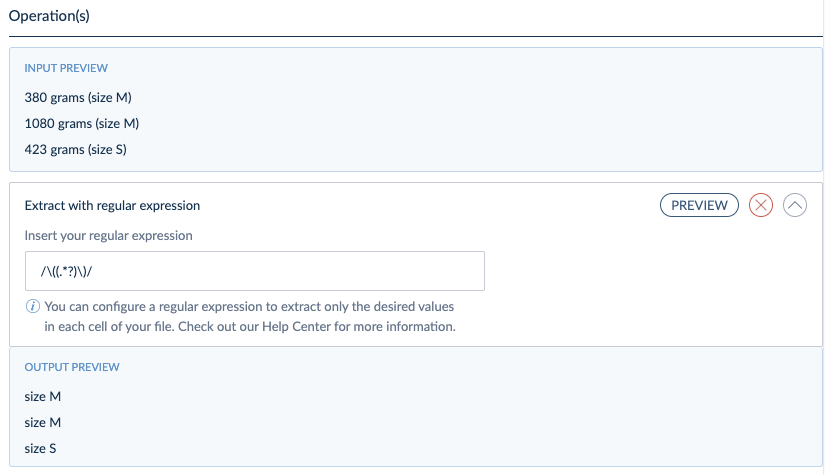 Operation(s)
INPUT PREVIEW
380 grams (size M)
1080 grams (size M)
423 grams (size S)
Extract with regular expression
PREVIEW
Insert your regular expression
/\((.*?)\)/
i You can configure a regular expression to extract only the desired values
in each cell of your file. Check out our Help Center for more information.
OUTPUT PREVIEW
size M
size M
size S